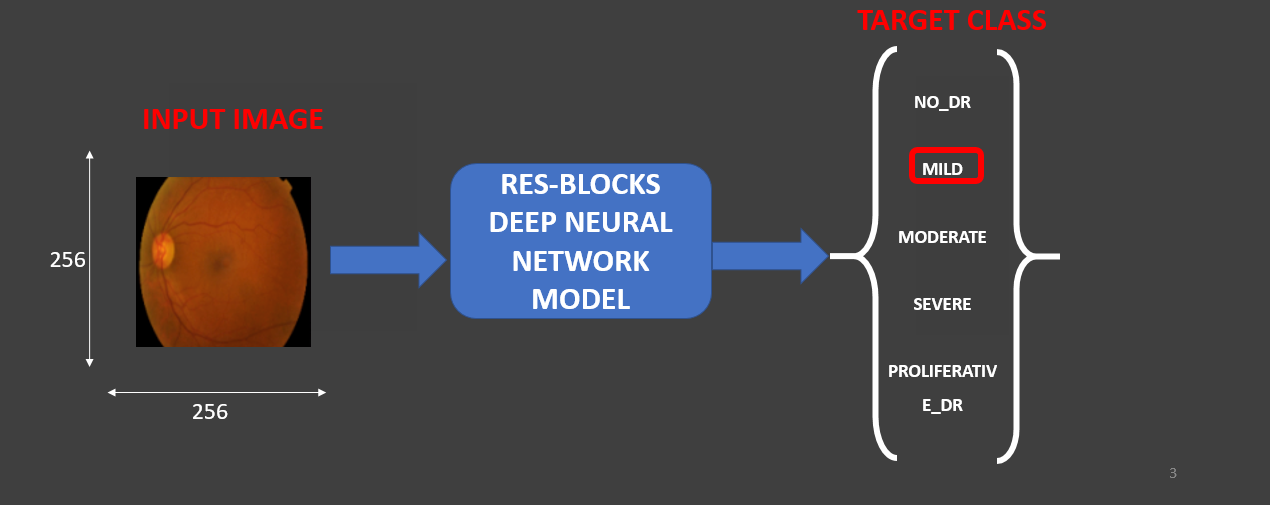 TARGET CLASS
INPUT IMAGE
NO_DR
MILD
MODERATE
SEVERE
PROLIFERATIV
E_DR
RES-BLOCKS
DEEP NEURAL
NETWORK
MODEL
256
256
3